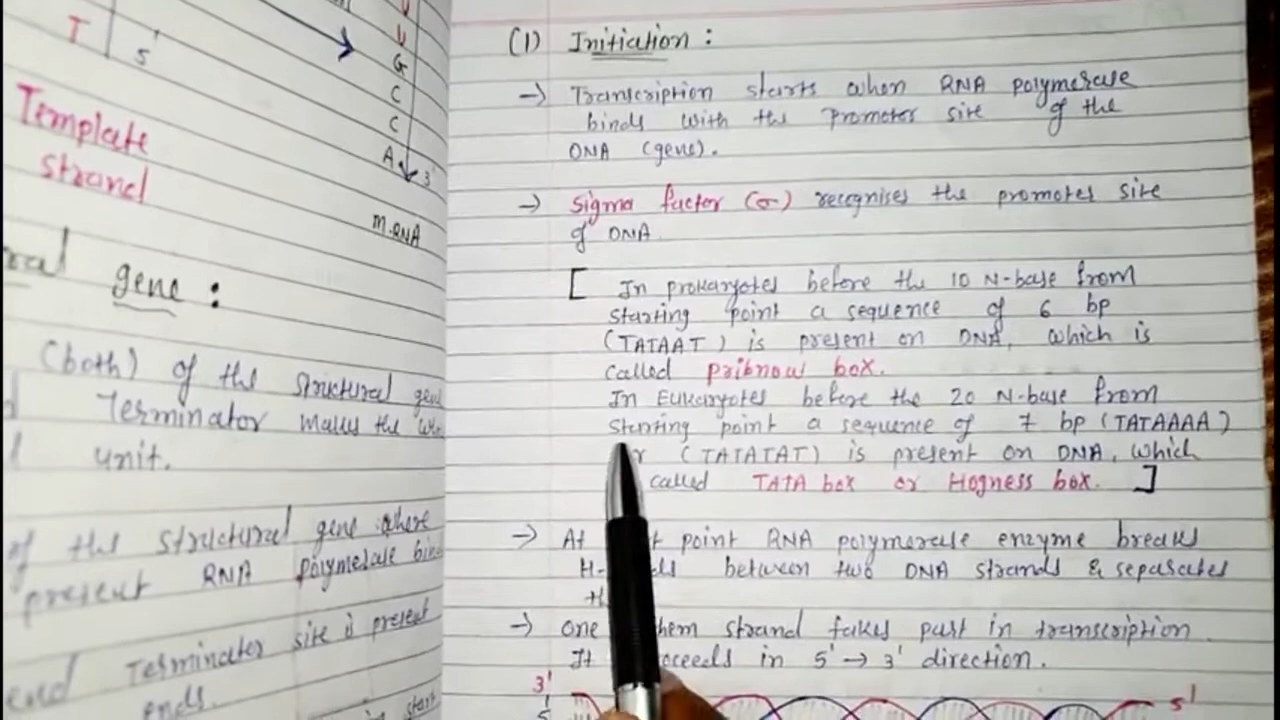 T
5'
U
U
G
C
C
A
3'
Template
strand
m-RNA
gene :
(both) of the structural gene
Terminator makes the
unit.
of the structural gene where
present RNA polymerase
end Terminator site is present
ends.
start
(1) Initiation :
→ Transcription starts when RNA polymerase
binds with the promoter site of the
DNA (gene).
→ Sigma factor (σ) recognises the promoter site
of DNA
[ In prokaryotes before the 10 N-base from
starting point a sequence of 6 bp
(TATAAT) is present on DNA, which is
called pribnow box.
In Eukaryotes before the 20 N-base from
starting point a sequence of 7 bp (TATAAAA)
(TATATAT) is present on DNA, which
called TATA box or Hogness box. ]
→ At point RNA polymerase enzyme breaks
H- between two DNA strands & separates
→ One strand takes part in transcription.
It in 5' → 3' direction.
3'
5'
5